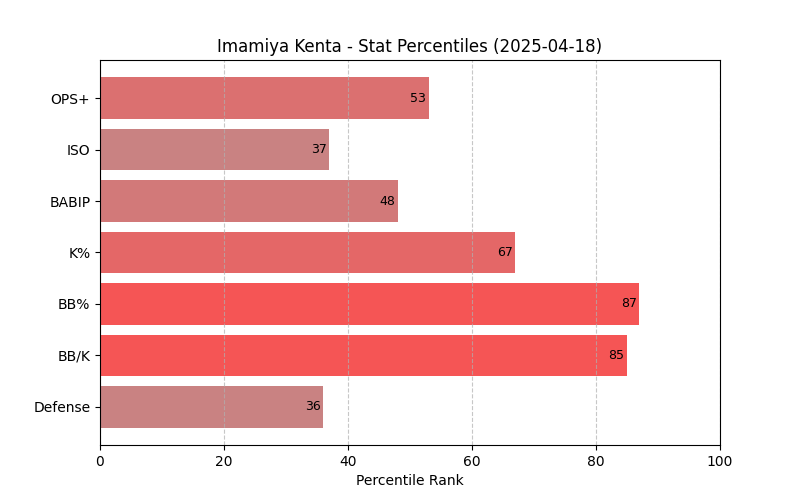 Imamiya Kenta - Stat Percentiles (2025-04-18)
OPS+ 53
ISO 37
BABIP 48
K% 67
BB% 87
BB/K 85
Defense 36
0 20 40 60 80 100
Percentile Rank